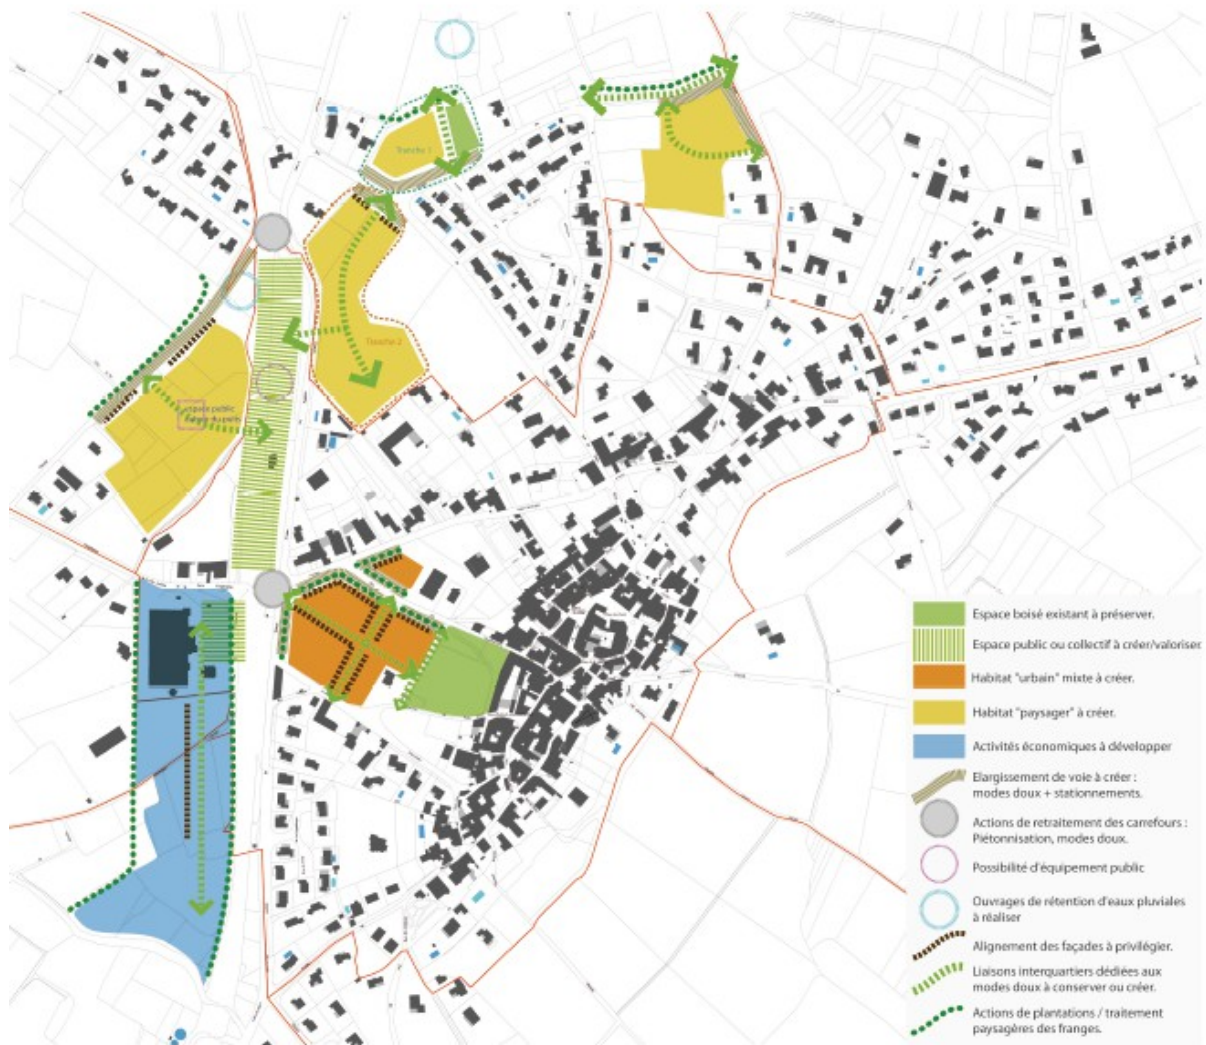 Tranche 1
Tranche 2
espace public
Espace boisé existant à préserver.
Espace public ou collectif à créer/valoriser
Habitat "urbain" mixte à créer.
Habitat "paysager" à créer.
Activités économiques à développer
Elargissement de voie à créer :
modes doux + stationnements.
Actions de retraitement des carrefours :
Piétonnisation, modes doux.
Possibilité d'équipement public
Ouvrages de rétention d'eaux pluviales
à réaliser
Alignement des façades à privilégier.
Liaisons interquartiers dédiées aux
modes doux à conserver ou créer.
Actions de plantations / traitement
paysagères des franges.